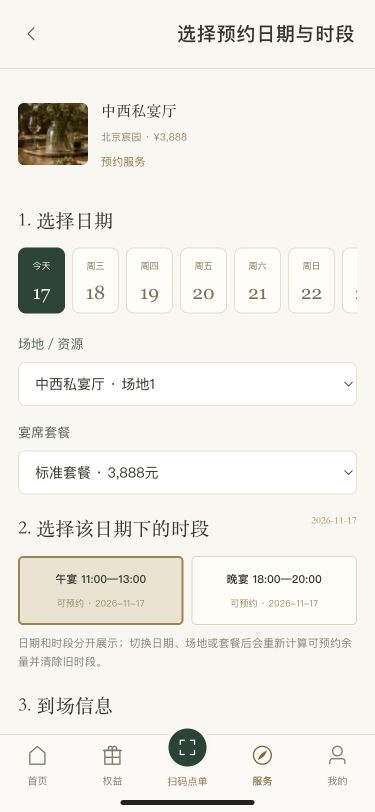 选择预约日期与时段
中西私宴厅
北京宸园 · ¥3,888
预约服务
1. 选择日期
今天 周三 周四 周五 周六 周日
17 18 19 20 21 22
场地 / 资源
中西私宴厅 · 场地1
宴席套餐
标准套餐 · 3,888元
2. 选择该日期下的时段 2026-11-17
午宴 11:00—13:00 晚宴 18:00—20:00
可预约 · 2026-11-17 可预约 · 2026-11-17
日期和时段分开展示；切换日期、场地或套餐后会重新计算可预约余
量并清除旧时段。
3. 到场信息
首页 权益 扫码点单 服务 我的